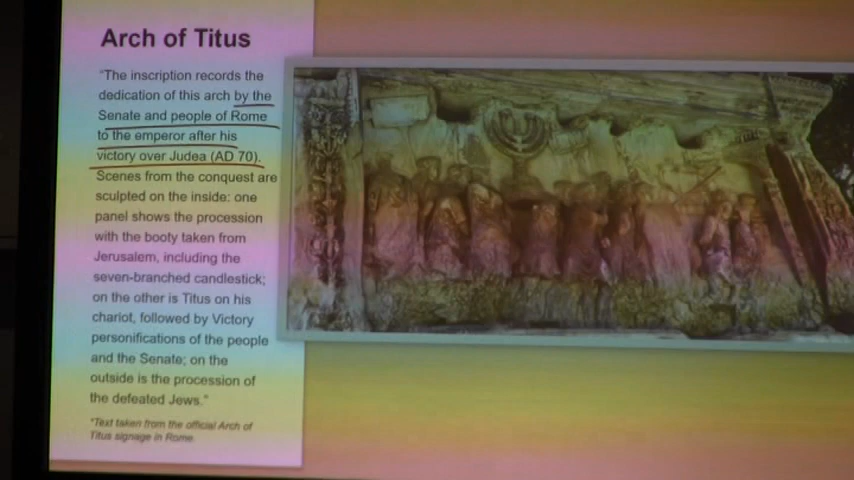 Arch of Titus
“The inscription records the
dedication of this arch by the
Senate and people of Rome
to the emperor after his
victory over Judea (AD 70).
Scenes from the conquest are
sculpted on the inside: one
panel shows the procession
with the booty taken from
Jerusalem, including the
seven-branched candlestick;
on the other is Titus on his
chariot, followed by Victory
personifications of the people
and the Senate; on the
outside is the procession of
the defeated Jews.”
*Text taken from the official Arch of
Titus signage in Rome.